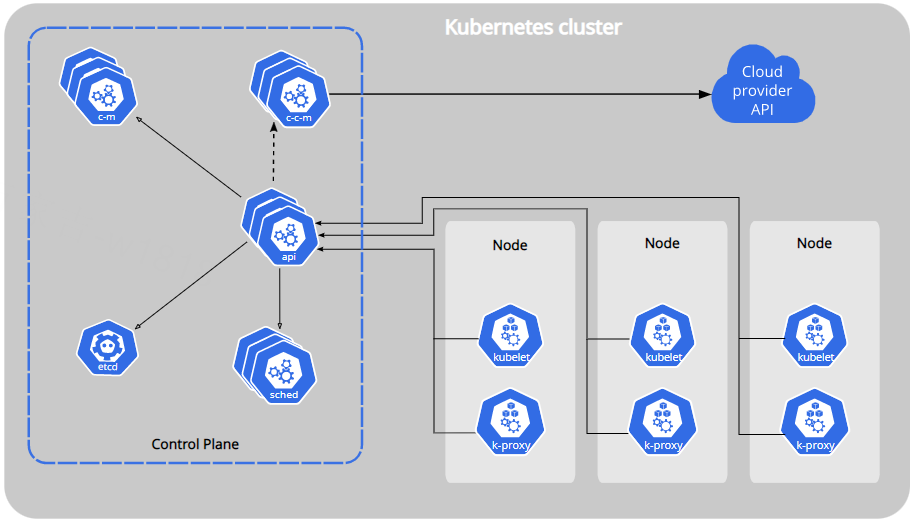 Kubernetes cluster
c-m
c-c-m
Cloud
provider
API
api
etcd
sched
Control Plane
Node
kubelet
k-proxy
Node
kubelet
k-proxy
Node
kubelet
k-proxy